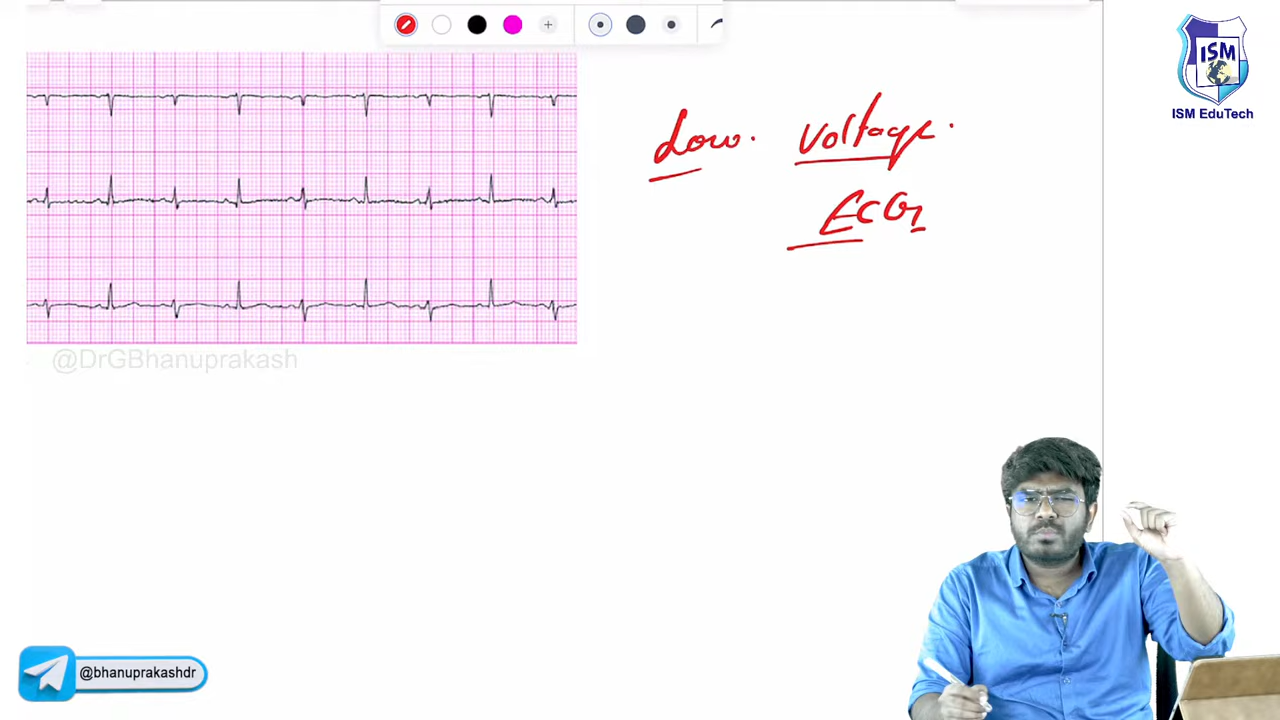 ISM
ISM EduTech
Low. Voltage.
ECG
@DrGBhanuprakash
@bhanuprakashdr